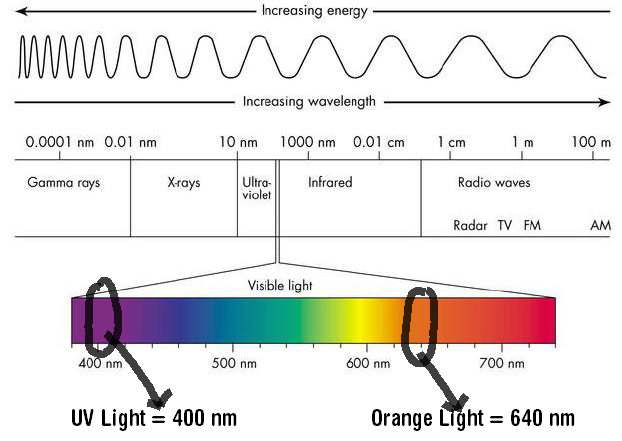 Increasing energy
Increasing wavelength
0.0001 nm 0.01 nm 10 nm 1000 nm 0.01 cm 1 cm 1 m 100 m
Gamma rays X-rays Ultra-violet Infrared Radio waves
Radar TV FM AM
Visible light
400 nm 500 nm 600 nm 700 nm
UV Light = 400 nm Orange Light = 640 nm